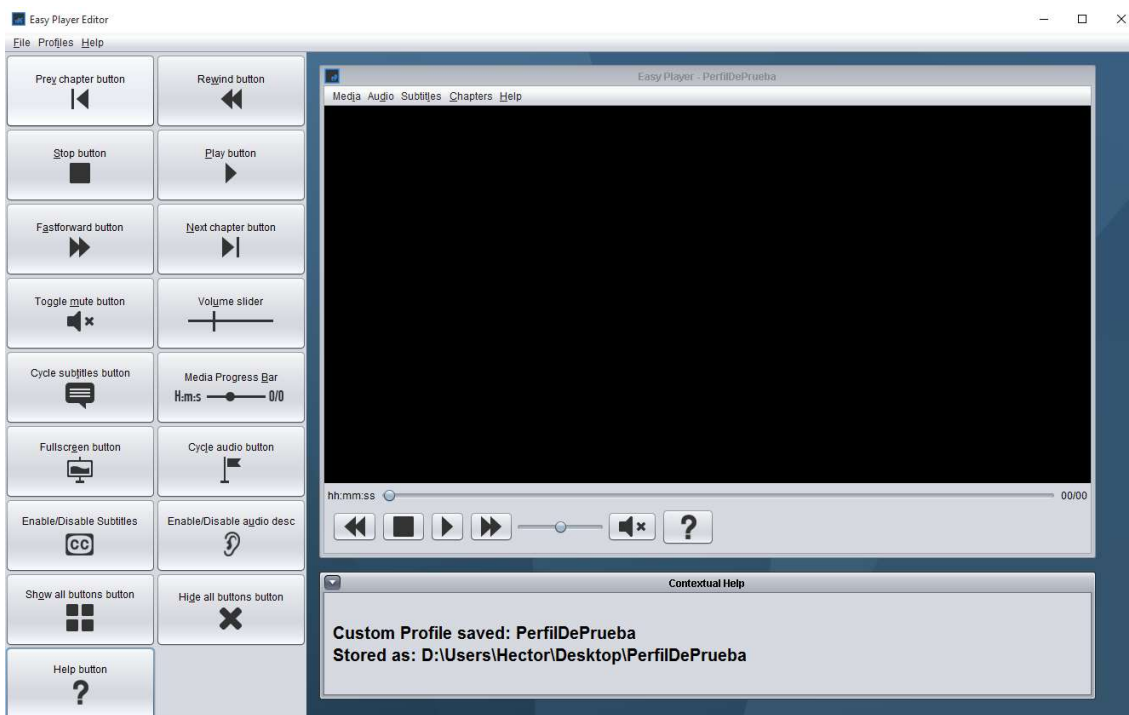 Easy Player Editor
File Profiles Help
Prev chapter button
Rewind button
Stop button
Play button
Fastforward button
Next chapter button
Toggle mute button
Volume slider
Cycle subtitles button
Media Progress Bar
H:m:s 0/0
Fullscreen button
Cycle audio button
Enable/Disable Subtitles
CC
Enable/Disable audio desc
Show all buttons button
Hide all buttons button
Help button
?
Easy Player - PerfilDePrueba
Media Audio Subtitles Chapters Help
hh:mm:ss 00/00
?
Contextual Help
Custom Profile saved: PerfilDePrueba
Stored as: D:\Users\Hector\Desktop\PerfilDePrueba